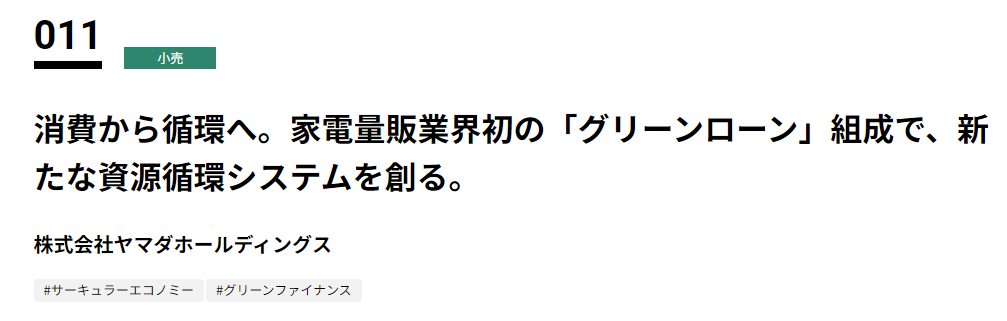 011
小売
消費から循環へ。家電量販業界初の「グリーンローン」組成で、新
たな資源循環システムを創る。
株式会社ヤマダホールディングス
#サーキュラーエコノミー #グリーンファイナンス